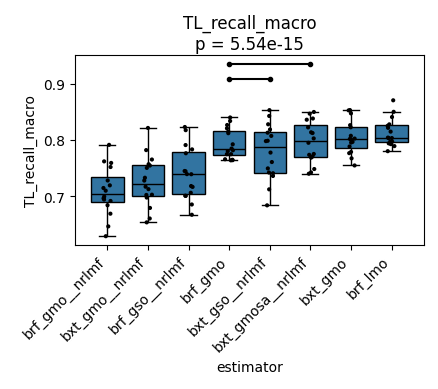 TL_recall_macro
p = 5.54e-15
TL_recall_macro
0.9
0.8
0.7
brf_gmo__nrlmf
bxt_gmo__nrlmf
brf_gso__nrlmf
brf_gmo
bxt_gso__nrlmf
bxt_gmosa__nrlmf
bxt_gmo
brf_lmo
estimator